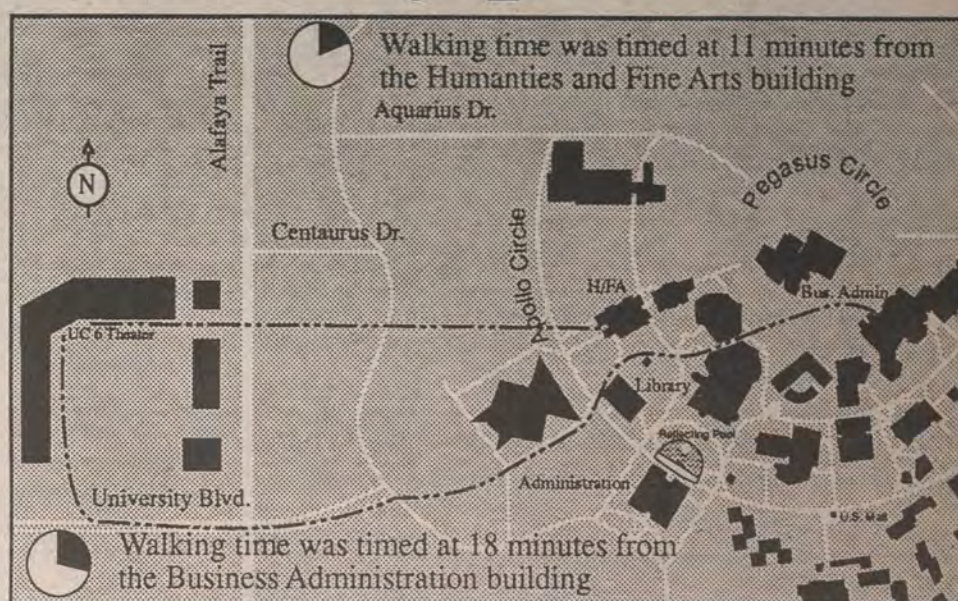 Walking time was timed at 11 minutes from
the Humanties and Fine Arts building
Aquarius Dr.
Alafaya Trail
N
Pegasus Circle
Centaurus Dr.
Apollo Circle
H/FA
Bus. Admin
UC 6 Theater
Library
Reflecting Pool
Administration
University Blvd.
U.S. Mail
Walking time was timed at 18 minutes from
the Business Administration building